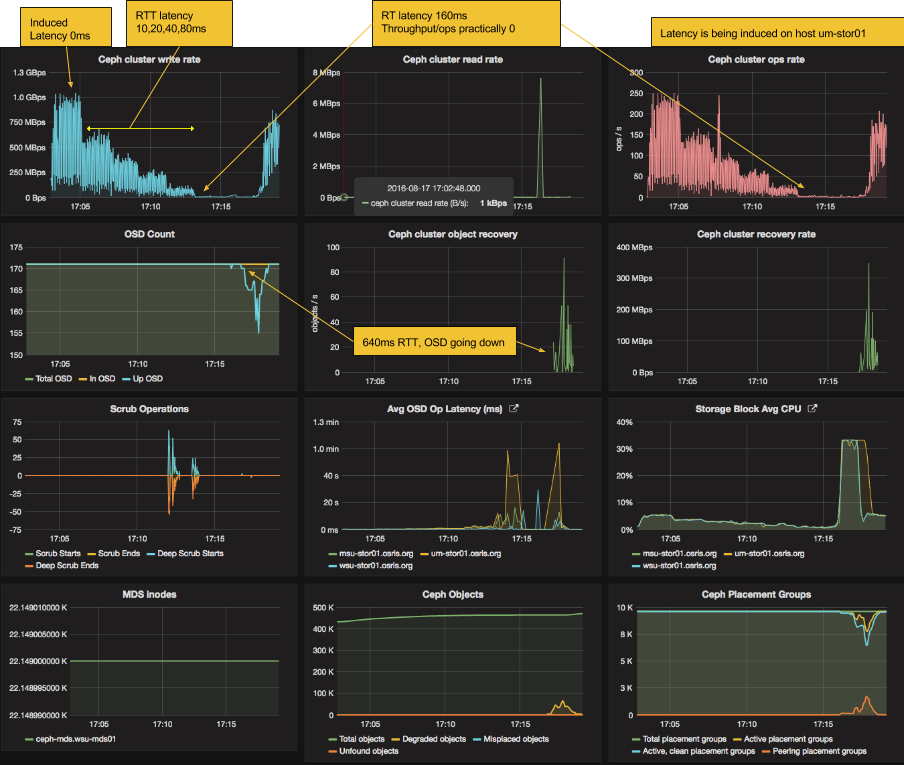 Induced
Latency 0ms
RTT latency
10,20,40,80ms
RT latency 160ms
Throughput/ops practically 0
Latency is being induced on host um-stor01
Ceph cluster write rate
1.3 GBps
1.0 GBps
750 MBps
500 MBps
250 MBps
0 Bps
17:05
17:10
17:15
Ceph cluster read rate
8 MBps
6 MBps
4 MBps
2 MBps
0 Bps
2016-08-17 17:02:48.000
ceph cluster read rate (B/s): 1 kBps
17:15
Ceph cluster ops rate
ops / s
300
250
200
150
100
50
0
17:05
17:10
17:15
OSD Count
175
170
165
160
155
150
17:05
17:10
17:15
Total OSD
In OSD
Up OSD
Ceph cluster object recovery
objects / s
100
80
60
40
20
0
17:05
17:10
17:15
640ms RTT, OSD going down
Ceph cluster recovery rate
400 MBps
300 MBps
200 MBps
100 MBps
0 Bps
17:05
17:10
17:15
Scrub Operations
75
50
25
0
-25
-50
-75
17:05
17:10
17:15
Scrub Starts
Scrub Ends
Deep Scrub Starts
Deep Scrub Ends
Avg OSD Op Latency (ms)
1.3 min
1.0 min
40 s
20 s
0 ms
17:05
17:10
17:15
msu-stor01.osris.org
um-stor01.osris.org
wsu-stor01.osris.org
Storage Block Avg CPU
40%
30%
20%
10%
0%
17:05
17:10
17:15
msu-stor01.osris.org
um-stor01.osris.org
wsu-stor01.osris.org
MDS inodes
22.149010000 K
22.149005000 K
22.149000000 K
22.148995000 K
22.148990000 K
17:05
17:10
17:15
ceph-mds.wsu-mds01
Ceph Objects
500 K
400 K
300 K
200 K
100 K
0
17:05
17:10
17:15
Total objects
Degraded objects
Misplaced objects
Unfound objects
Ceph Placement Groups
10 K
8 K
5 K
3 K
0
17:05
17:10
17:15
Total placement groups
Active placement groups
Active, clean placement groups
Peering placement groups